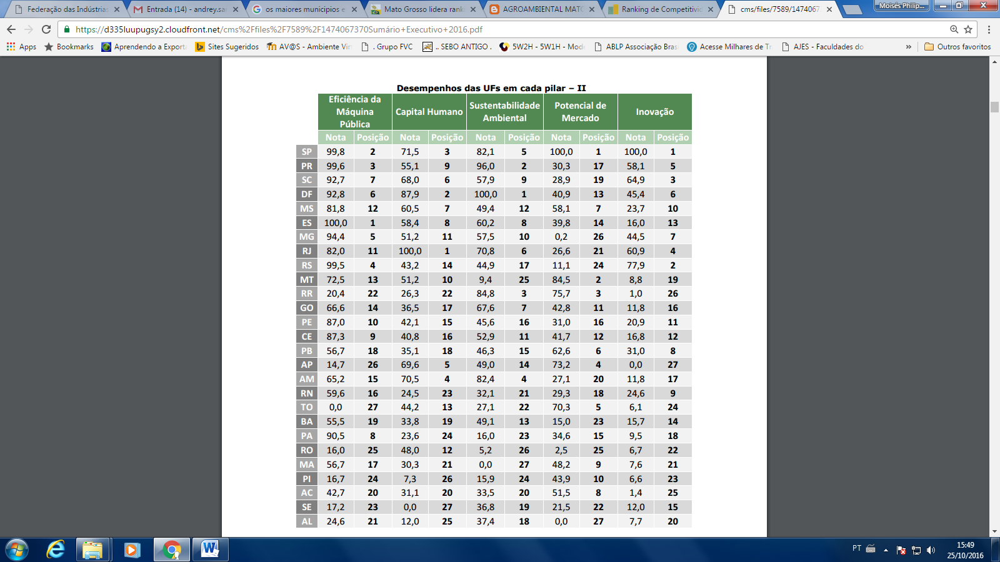 Federação das Indústrias
Entrada (14) - andrey.sa
os maiores municipios e
Mato Grosso lidera rank
AGROAMBIENTAL MATO
Ranking de Competitivid
cms/files/7589/1474067
Moisés Philip...
https://d335luupugsy2.cloudfront.net/cms%2Ffiles%2F7589%2F1474067370Sumário+Executivo+2016.pdf
Apps Bookmarks Aprendendo a Export Sites Sugeridos AV@S - Ambiente Vir . Grupo FVC .. SEBO ANTIGO . 5W2H - 5W1H - Mod ABLP Associação Bras Acesse Milhares de Tr AJES - Faculdades do » Outros favoritos
Desempenhos das UFs em cada pilar – II
Eficiência da Máquina Pública Capital Humano Sustentabilidade Ambiental Potencial de Mercado Inovação
Nota Posição Nota Posição Nota Posição Nota Posição Nota Posição
SP 99,8 2 71,5 3 82,1 5 100,0 1 100,0 1
PR 99,6 3 55,1 9 96,0 2 30,3 17 58,1 5
SC 92,7 7 68,0 6 57,9 9 28,9 19 64,9 3
DF 92,8 6 87,9 2 100,0 1 40,9 13 45,4 6
MS 81,8 12 60,5 7 49,4 12 58,1 7 23,7 10
ES 100,0 1 58,4 8 60,2 8 39,8 14 16,0 13
MG 94,4 5 51,2 11 57,5 10 0,2 26 44,5 7
RJ 82,0 11 100,0 1 70,8 6 26,6 21 60,9 4
RS 99,5 4 43,2 14 44,9 17 11,1 24 77,9 2
MT 72,5 13 51,2 10 9,4 25 84,5 2 8,8 19
RR 20,4 22 26,3 22 84,8 3 75,7 3 1,0 26
GO 66,6 14 36,5 17 67,6 7 42,8 11 11,8 16
PE 87,0 10 42,1 15 45,6 16 31,0 16 20,9 11
CE 87,3 9 40,8 16 52,9 11 41,7 12 16,8 12
PB 56,7 18 35,1 18 46,3 15 62,6 6 31,0 8
AP 14,7 26 69,6 5 49,0 14 73,2 4 0,0 27
AM 65,2 15 70,5 4 82,4 4 27,1 20 11,8 17
RN 59,6 16 24,5 23 32,1 21 29,3 18 24,6 9
TO 0,0 27 44,2 13 27,1 22 70,3 5 6,1 24
BA 55,5 19 33,8 19 49,1 13 15,0 23 15,7 14
PA 90,5 8 23,6 24 16,0 23 34,6 15 9,5 18
RO 16,0 25 48,0 12 5,2 26 2,5 25 6,7 22
MA 56,7 17 30,3 21 0,0 27 48,2 9 7,6 21
PI 16,7 24 7,3 26 15,9 24 43,9 10 6,6 23
AC 42,7 20 31,1 20 33,5 20 51,5 8 1,4 25
SE 17,2 23 0,0 27 36,8 19 21,5 22 12,0 15
AL 24,6 21 12,0 25 37,4 18 0,0 27 7,7 20
PT
15:49
25/10/2016